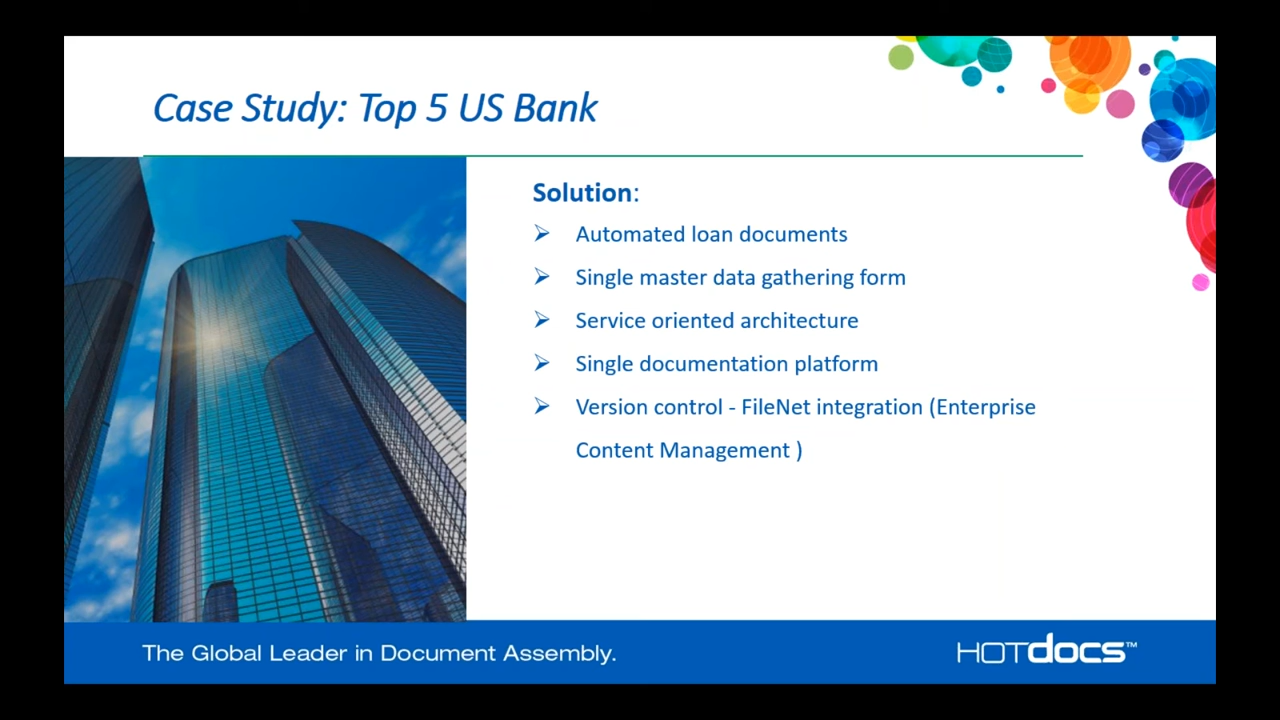 Case Study: Top 5 US Bank
Solution:
➢ Automated loan documents
➢ Single master data gathering form
➢ Service oriented architecture
➢ Single documentation platform
➢ Version control - FileNet integration (Enterprise
Content Management )
The Global Leader in Document Assembly.
HOTdocs™